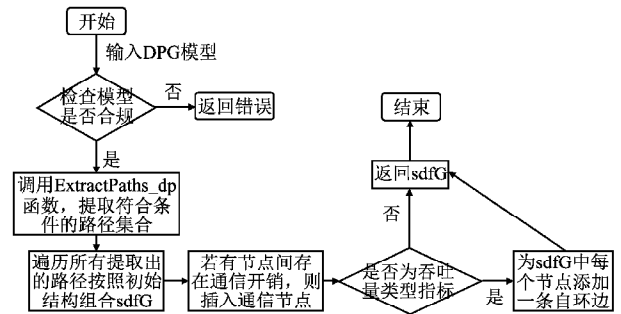 开始
输入DPG模型
检查模型
是否合规
否
返回错误
是
调用ExtractPaths_dp
函数，提取符合条
件的路径集合
遍历所有提取出
的路径按照初始
结构组合sdfG
若有节点间存
在通信开销，则
插入通信节点
是否为吞吐
量类型指标
否
返回sdfG
结束
是
为sdfG中每
个节点添加
一条自环边